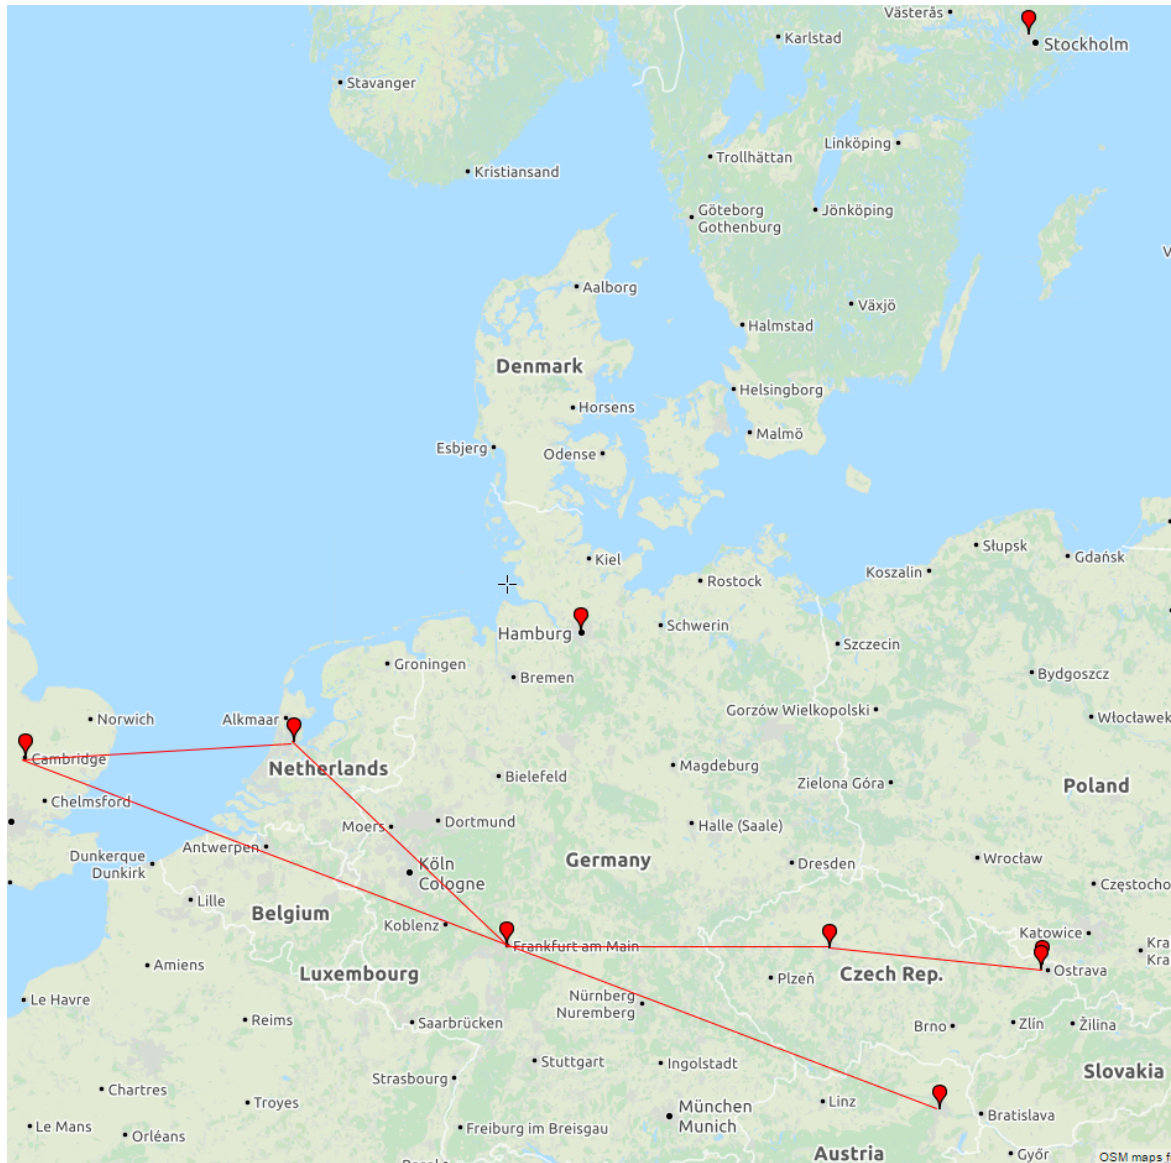 Västerås
Karlstad
Stockholm
Stavanger
Linköping
Trollhättan
Kristiansand
Göteborg
Gothenburg
Jönköping
V
Aalborg
Växjö
Halmstad
Denmark
Helsingborg
Horsens
Malmö
Esbjerg
Odense
Słupsk
Gdańsk
Kiel
Koszalin
Rostock
Schwerin
Hamburg
Szczecin
Groningen
Bydgoszcz
Bremen
Gorzów Wielkopolski
Norwich
Alkmaar
Włocławek
Cambridge
Netherlands
Magdeburg
Bielefeld
Zielona Góra
Poland
Chelmsford
Dortmund
Moers
Halle (Saale)
Antwerpen
Dunkerque
Dunkirk
Germany
Wrocław
Köln
Cologne
Dresden
Częstocho
Lille
Belgium
Koblenz
Katowice
Frankfurt am Main
Kra
Kra
Amiens
Luxembourg
Czech Rep.
Ostrava
Plzeň
Le Havre
Nürnberg
Nuremberg
Reims
Saarbrücken
Brno
Zlín
Žilina
Stuttgart
Ingolstadt
Slovakia
Strasbourg
Chartres
Troyes
Linz
München
Munich
Bratislava
Le Mans
Orléans
Freiburg im Breisgau
Austria
Győr
OSM maps f